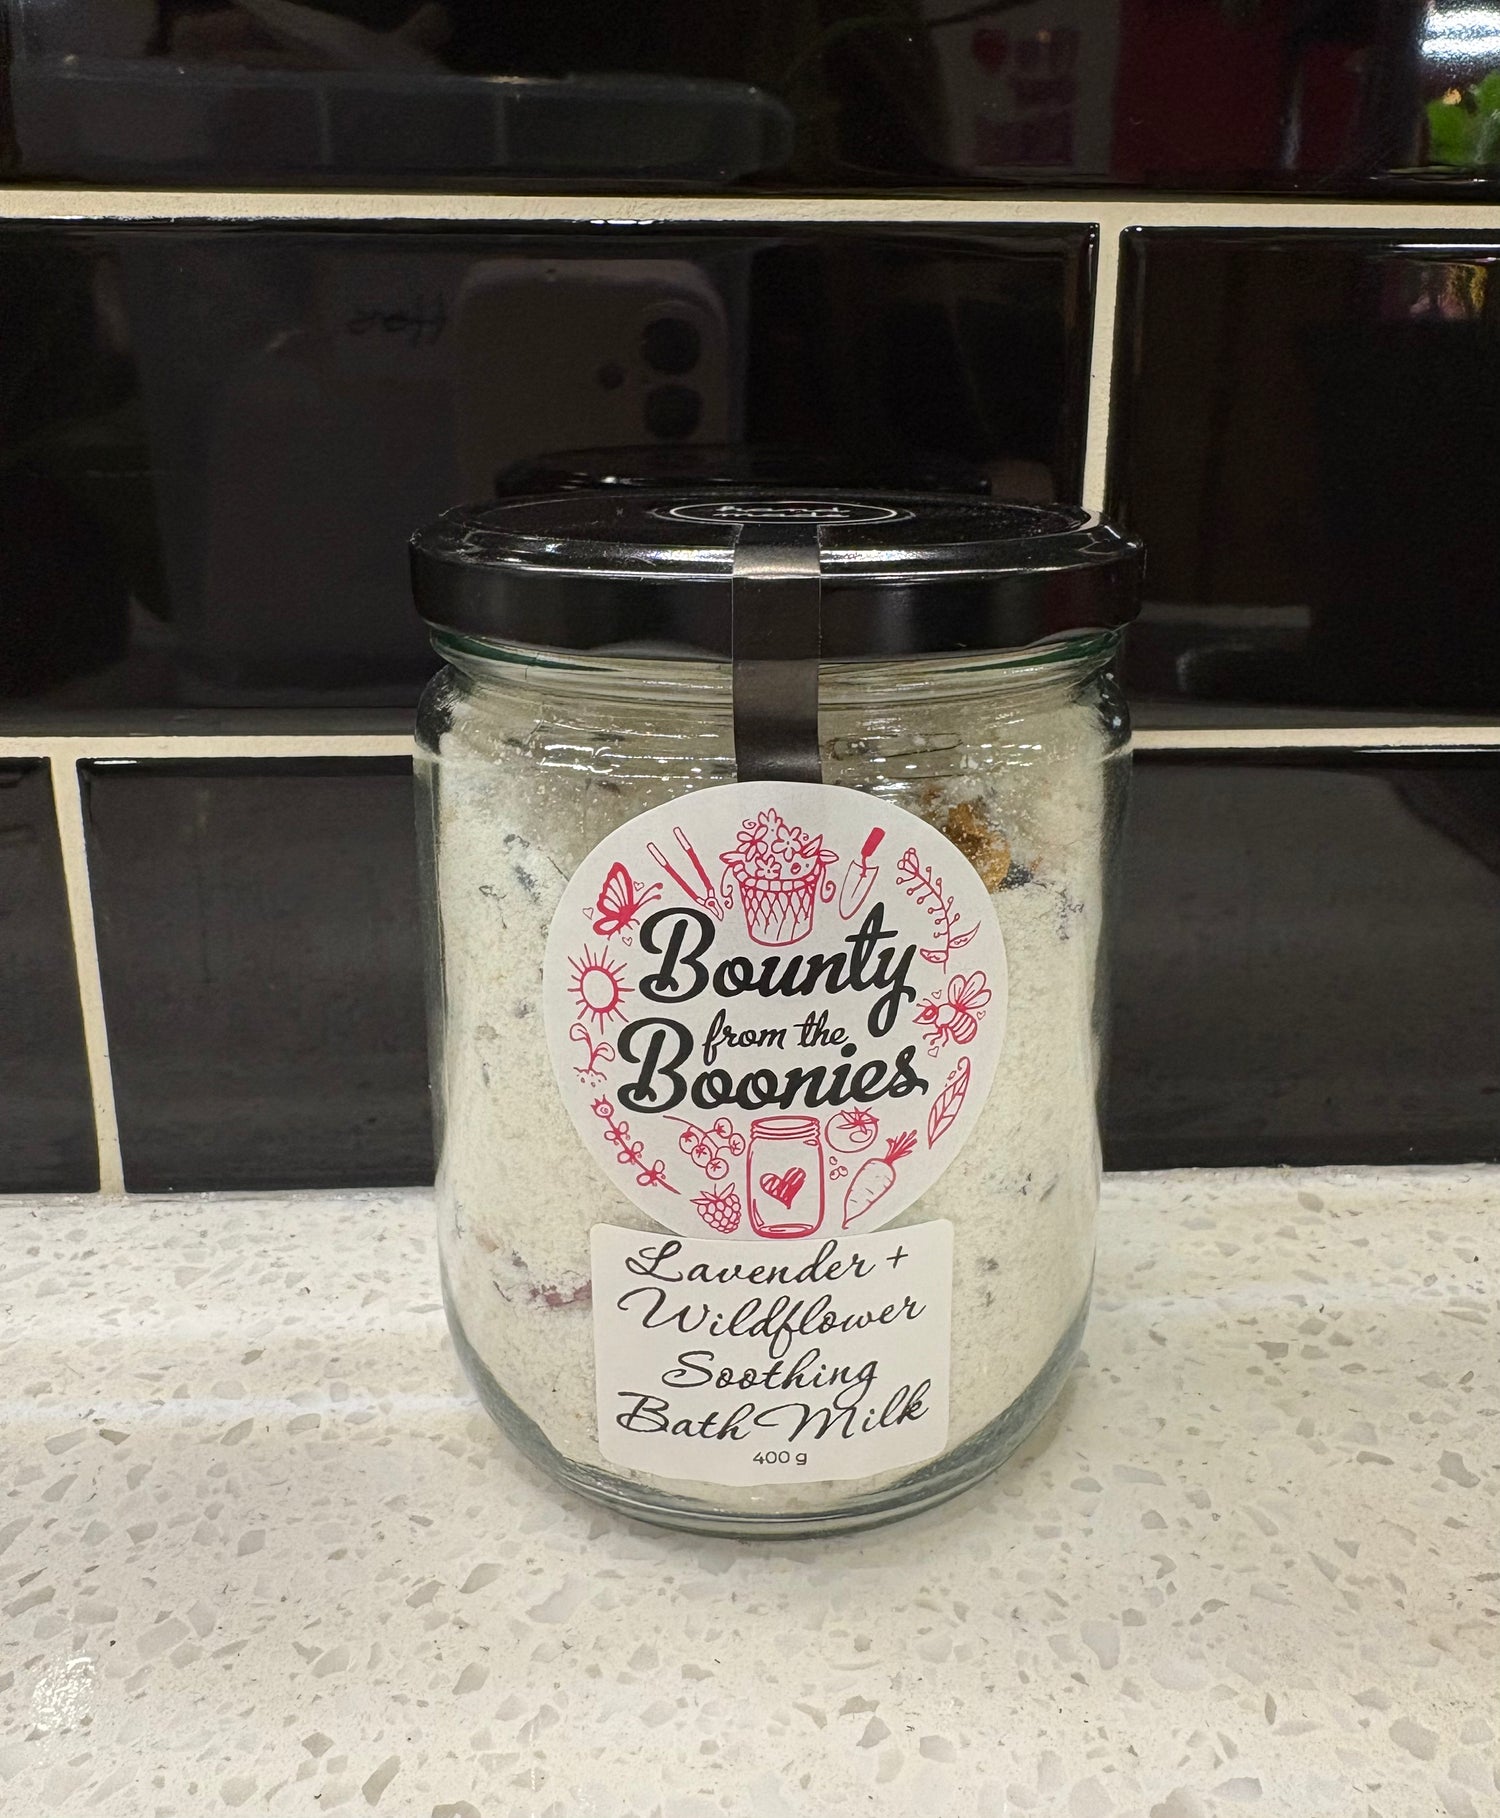 Bounty
from the
Boonies
Lavender +
Wildflower
Soothing
Bath Milk
400 g